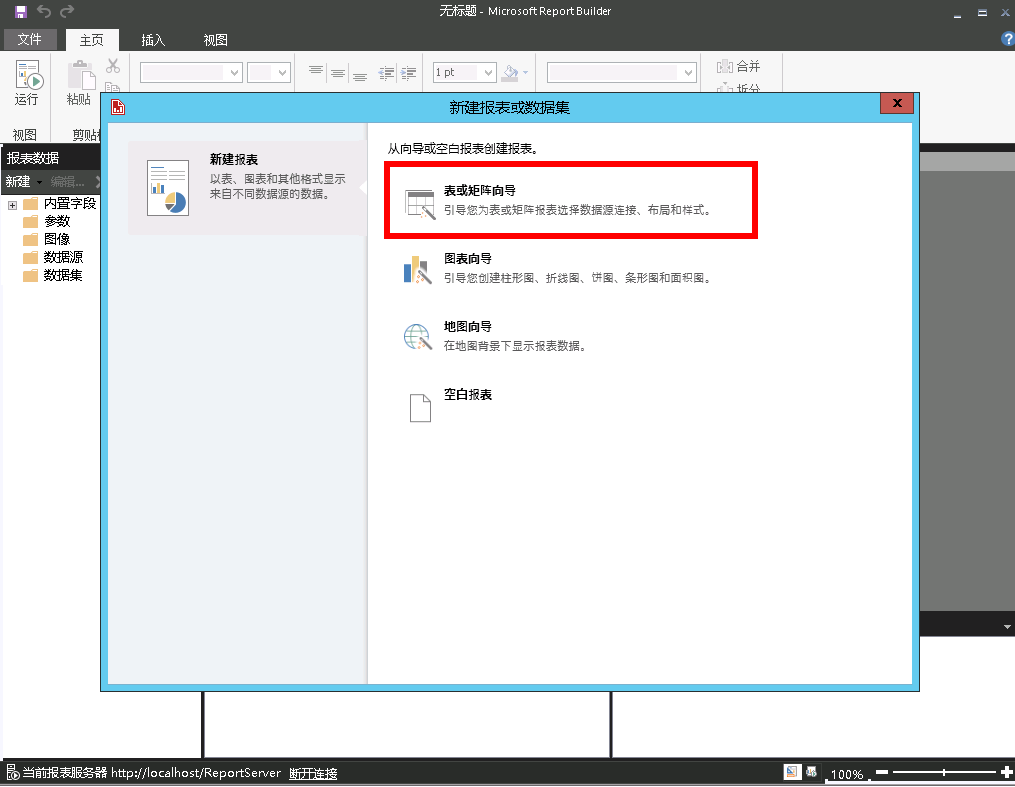 无标题 - Microsoft Report Builder
文件 主页 插入 视图
运行 粘贴 1 pt 合并
拆分
视图 剪贴
新建报表或数据集
报表数据
新建 编辑...
内置字段
参数
图像
数据源
数据集
新建报表
以表、图表和其他格式显示
来自不同数据源的数据。
从向导或空白报表创建报表。
表或矩阵向导
引导您为表或矩阵报表选择数据源连接、布局和样式。
图表向导
引导您创建柱形图、折线图、饼图、条形图和面积图。
地图向导
在地图背景下显示报表数据。
空白报表
当前报表服务器 http://localhost/ReportServer 断开连接 100%